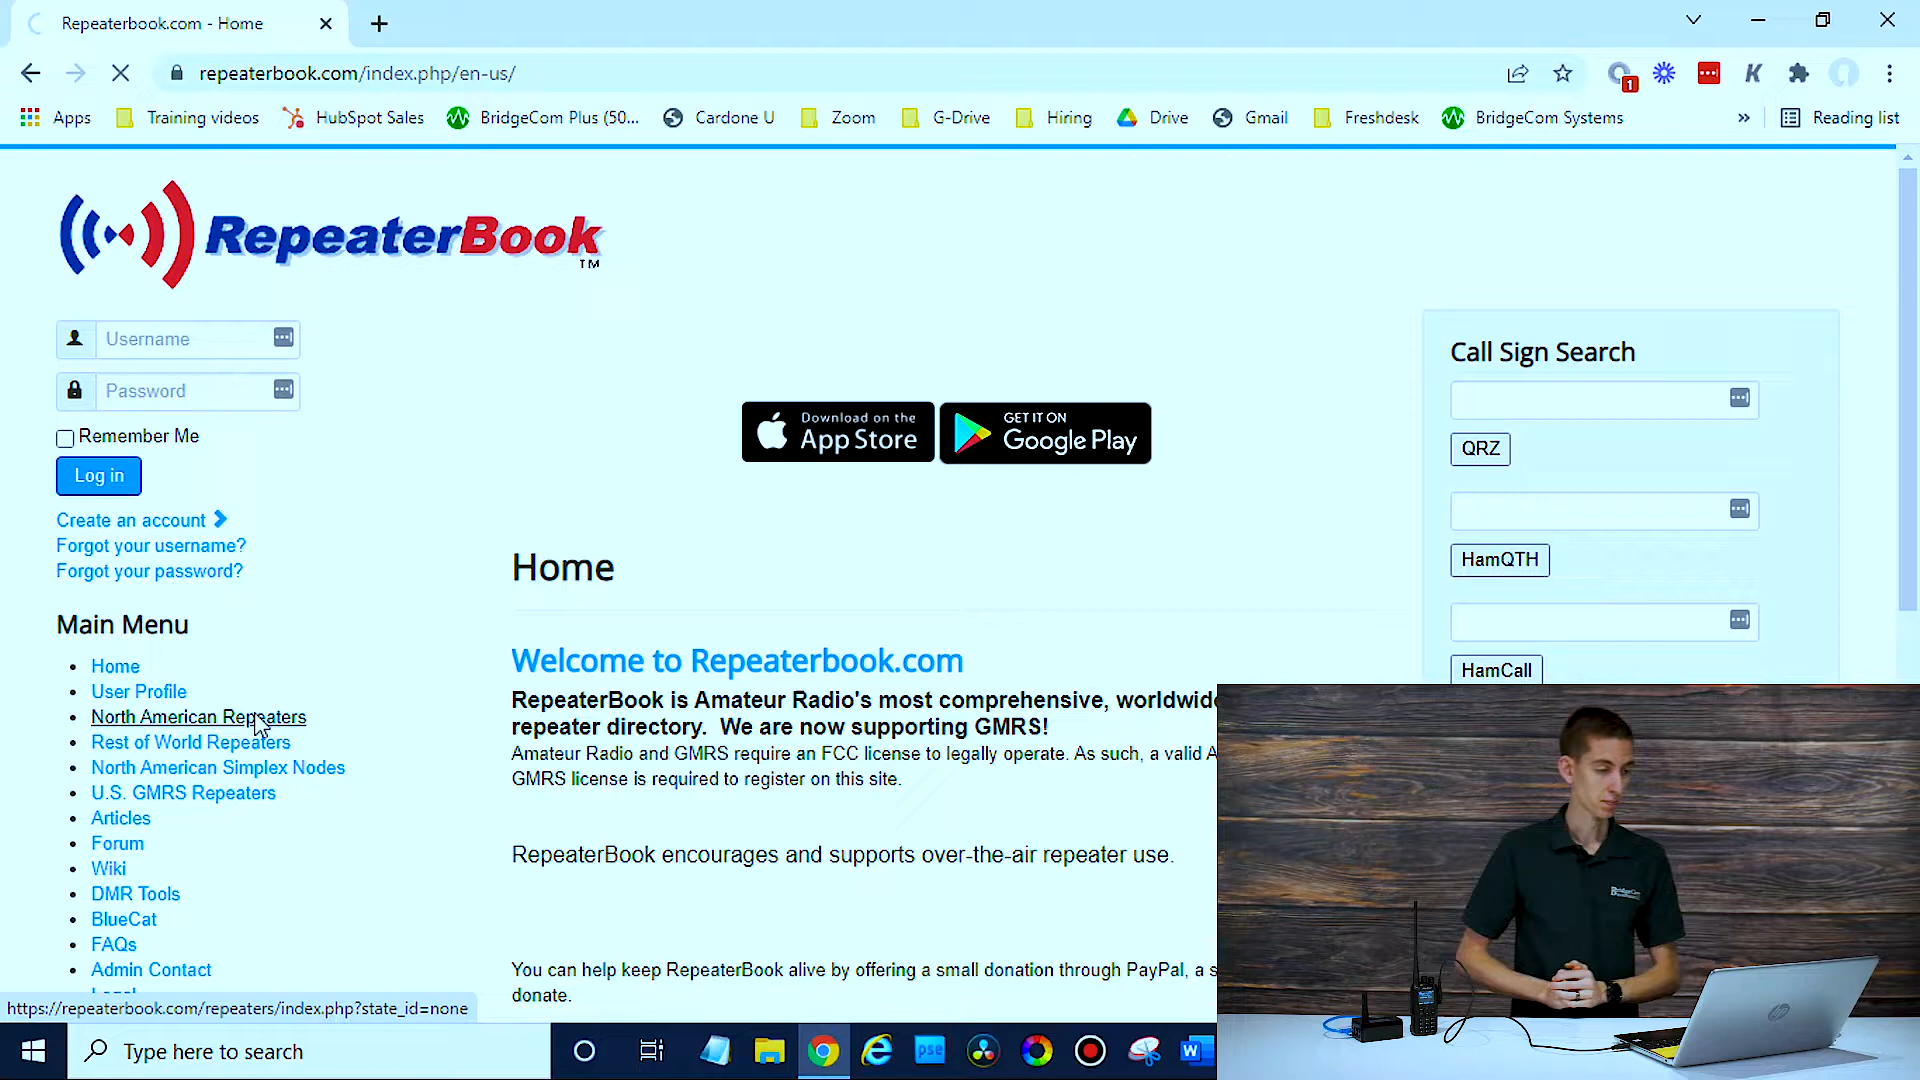 Repeaterbook.com - Home
repeaterbook.com/index.php/en-us/
1
K
Apps
Training videos
HubSpot Sales
BridgeCom Plus (50...
Cardone U
Zoom
G-Drive
Hiring
Drive
Gmail
Freshdesk
BridgeCom Systems
»
Reading list
RepeaterBook
TM
Username
Password
Remember Me
Log in
Create an account
Forgot your username?
Forgot your password?
Main Menu
Home
User Profile
North American Repeaters
Rest of World Repeaters
North American Simplex Nodes
U.S. GMRS Repeaters
Articles
Forum
Wiki
DMR Tools
BlueCat
FAQs
Admin Contact
https://repeaterbook.com/repeaters/index.php?state_id=none
Download on the
App Store
GET IT ON
Google Play
Home
Welcome to Repeaterbook.com
RepeaterBook is Amateur Radio's most comprehensive, worldwide
repeater directory. We are now supporting GMRS!
Amateur Radio and GMRS require an FCC license to legally operate. As such, a valid A
GMRS license is required to register on this site.
RepeaterBook encourages and supports over-the-air repeater use.
You can help keep RepeaterBook alive by offering a small donation through PayPal, a s
donate.
Call Sign Search
QRZ
HamQTH
HamCall
Type here to search
pse
W
hp